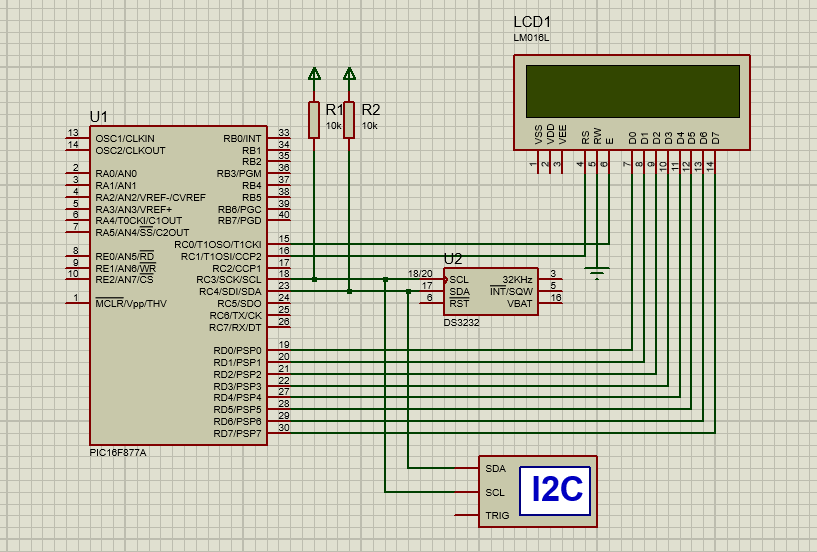 LCD1
LM016L
VSS
VDD
VEE
RS
RW
E
D0
D1
D2
D3
D4
D5
D6
D7
1
2
3
4
5
6
7
8
9
10
11
12
13
14
R1
10k
R2
10k
U1
13 OSC1/CLKIN RB0/INT 33
14 OSC2/CLKOUT RB1 34
RB2 35
2 RA0/AN0 RB3/PGM 36
3 RA1/AN1 RB4 37
4 RA2/AN2/VREF-/CVREF RB5 38
5 RA3/AN3/VREF+ RB6/PGC 39
6 RA4/T0CKI/C1OUT RB7/PGD 40
7 RA5/AN4/SS/C2OUT
RC0/T1OSO/T1CKI 15
8 RE0/AN5/RD RC1/T1OSI/CCP2 16
9 RE1/AN6/WR RC2/CCP1 17
10 RE2/AN7/CS RC3/SCK/SCL 18
RC4/SDI/SDA 23
1 MCLR/Vpp/THV RC5/SDO 24
RC6/TX/CK 25
RC7/RX/DT 26
RD0/PSP0 19
RD1/PSP1 20
RD2/PSP2 21
RD3/PSP3 22
RD4/PSP4 27
RD5/PSP5 28
RD6/PSP6 29
RD7/PSP7 30
PIC16F877A
U2
18/20 SCL 32KHz 3
17 SDA INT/SQW 5
6 RST VBAT 16
DS3232
SDA
SCL
TRIG
I2C